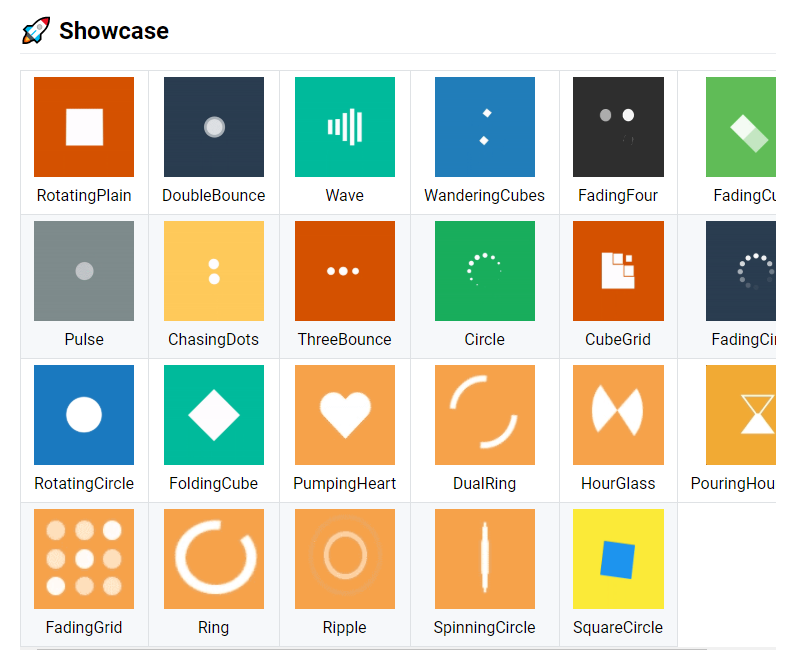 Showcase
RotatingPlain DoubleBounce Wave WanderingCubes FadingFour FadingCu
Pulse ChasingDots ThreeBounce Circle CubeGrid FadingCir
RotatingCircle FoldingCube PumpingHeart DualRing HourGlass PouringHou
FadingGrid Ring Ripple SpinningCircle SquareCircle